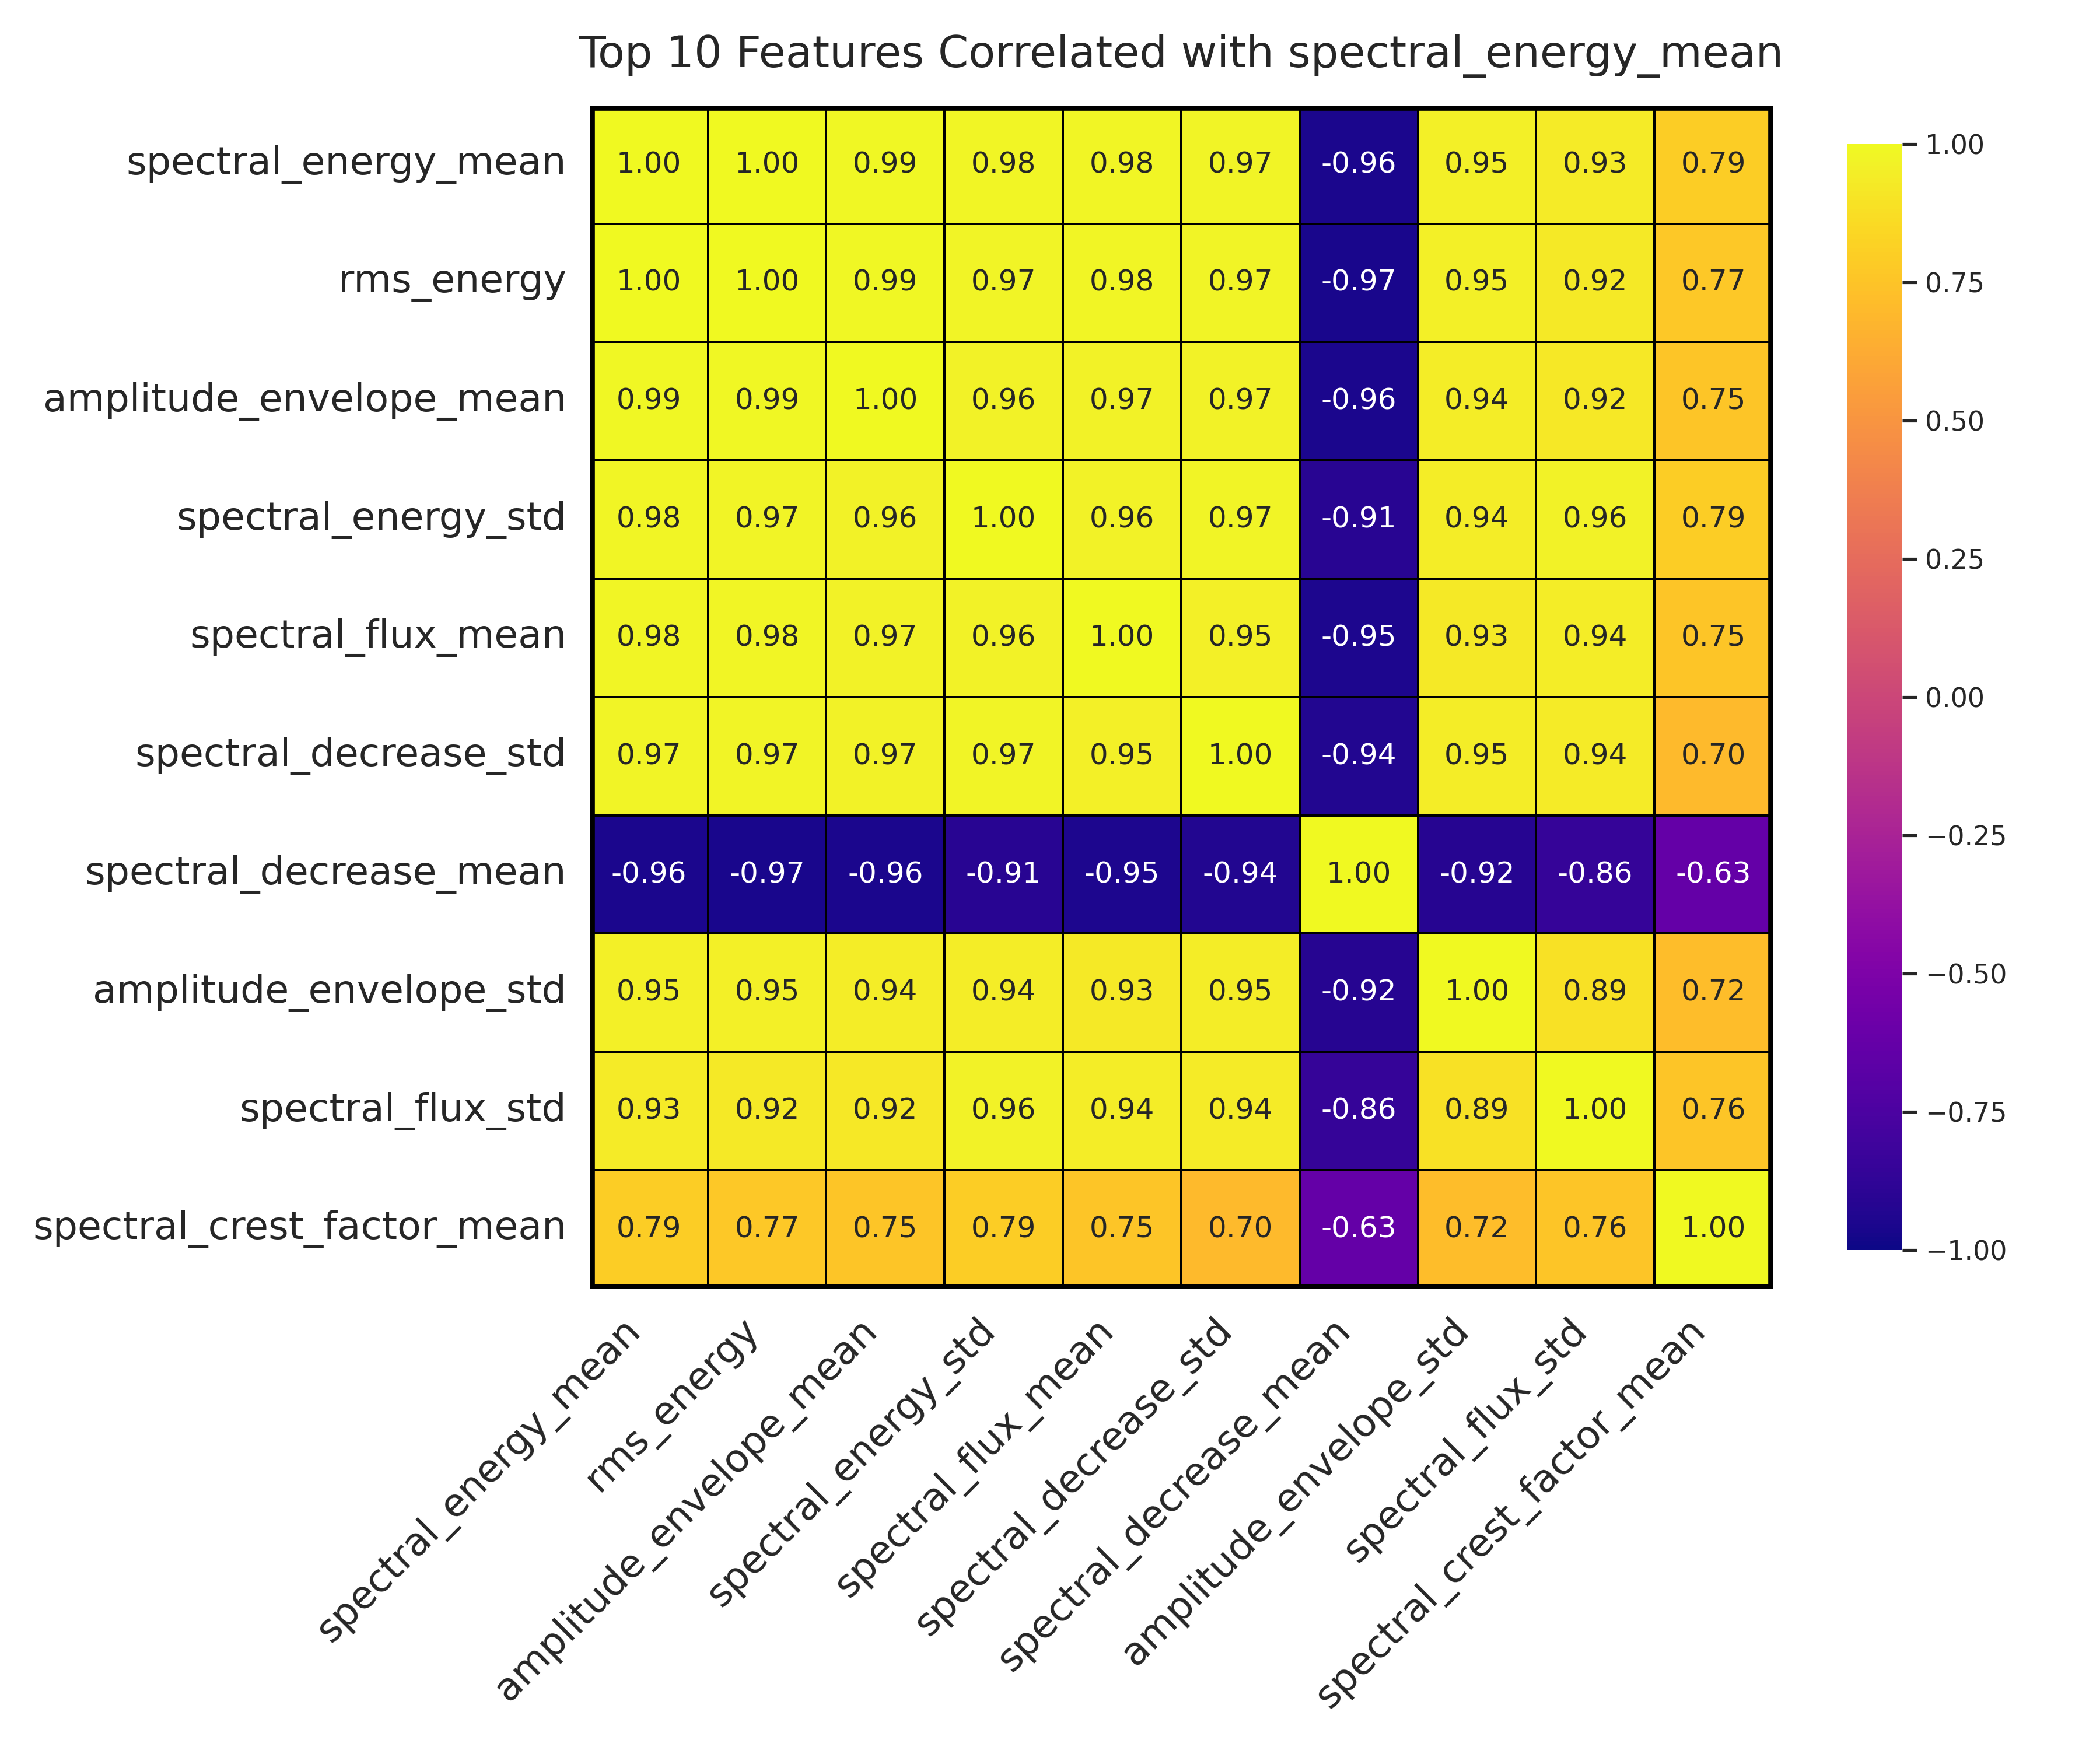 Top 10 Features Correlated with spectral_energy_mean
spectral_energy_mean 1.00 1.00 0.99 0.98 0.98 0.97 -0.96 0.95 0.93 0.79
rms_energy 1.00 1.00 0.99 0.97 0.98 0.97 -0.97 0.95 0.92 0.77
amplitude_envelope_mean 0.99 0.99 1.00 0.96 0.97 0.97 -0.96 0.94 0.92 0.75
spectral_energy_std 0.98 0.97 0.96 1.00 0.96 0.97 -0.91 0.94 0.96 0.79
spectral_flux_mean 0.98 0.98 0.97 0.96 1.00 0.95 -0.95 0.93 0.94 0.75
spectral_decrease_std 0.97 0.97 0.97 0.97 0.95 1.00 -0.94 0.95 0.94 0.70
spectral_decrease_mean -0.96 -0.97 -0.96 -0.91 -0.95 -0.94 1.00 -0.92 -0.86 -0.63
amplitude_envelope_std 0.95 0.95 0.94 0.94 0.93 0.95 -0.92 1.00 0.89 0.72
spectral_flux_std 0.93 0.92 0.92 0.96 0.94 0.94 -0.86 0.89 1.00 0.76
spectral_crest_factor_mean 0.79 0.77 0.75 0.79 0.75 0.70 -0.63 0.72 0.76 1.00
spectral_energy_mean
rms_energy
amplitude_envelope_mean
spectral_energy_std
spectral_flux_mean
spectral_decrease_std
spectral_decrease_mean
amplitude_envelope_std
spectral_flux_std
spectral_crest_factor_mean
1.00
0.75
0.50
0.25
0.00
−0.25
−0.50
−0.75
−1.00